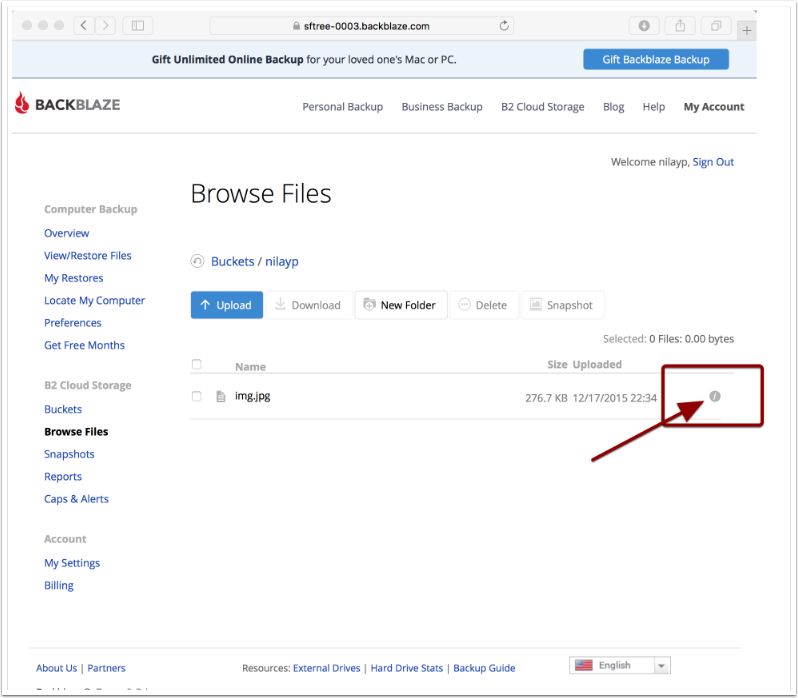 sftree-0003.backblaze.com
Gift Unlimited Online Backup for your loved one's Mac or PC.
Gift Backblaze Backup
BACKBLAZE
Personal Backup Business Backup B2 Cloud Storage Blog Help My Account
Welcome nilayp, Sign Out
Browse Files
Computer Backup
Overview
View/Restore Files
My Restores
Locate My Computer
Preferences
Get Free Months
B2 Cloud Storage
Buckets
Browse Files
Snapshots
Reports
Caps & Alerts
Account
My Settings
Billing
Buckets / nilayp
Upload Download New Folder Delete Snapshot
Selected: 0 Files: 0.00 bytes
Name Size Uploaded
img.jpg 276.7 KB 12/17/2015 22:34
About Us | Partners
Resources: External Drives | Hard Drive Stats | Backup Guide
English